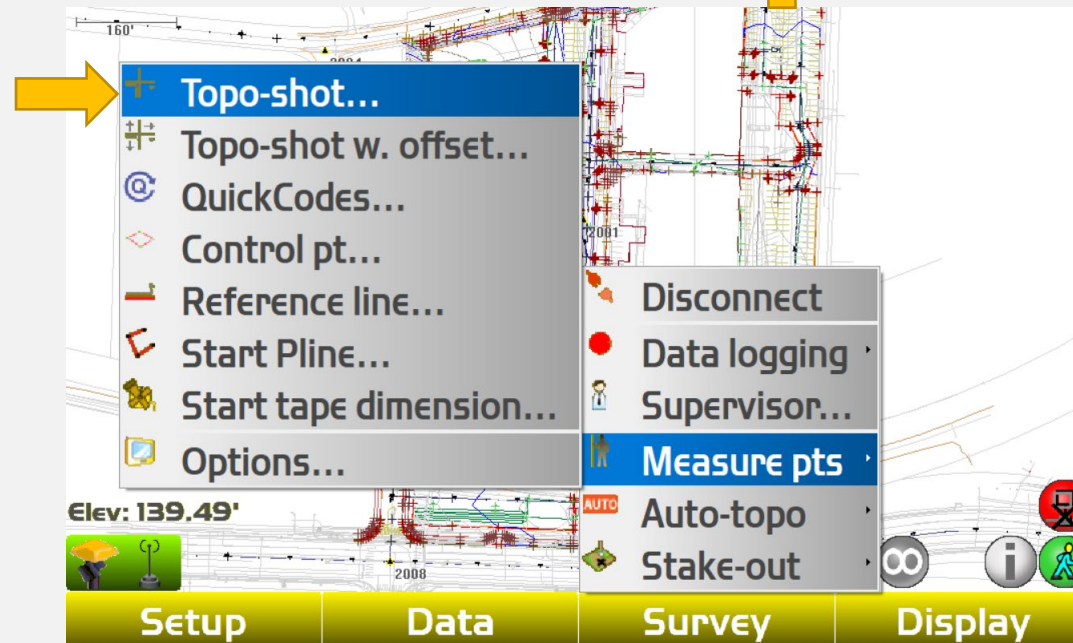 160'
Topo-shot...
Topo-shot w. offset...
QuickCodes...
Control pt...
Reference line...
Start Pline...
Start tape dimension...
Options...
2001
Disconnect
Data logging
Supervisor...
Measure pts
AUTO Auto-topo
Stake-out
Elev: 139.49'
2008
Setup Data Survey Display